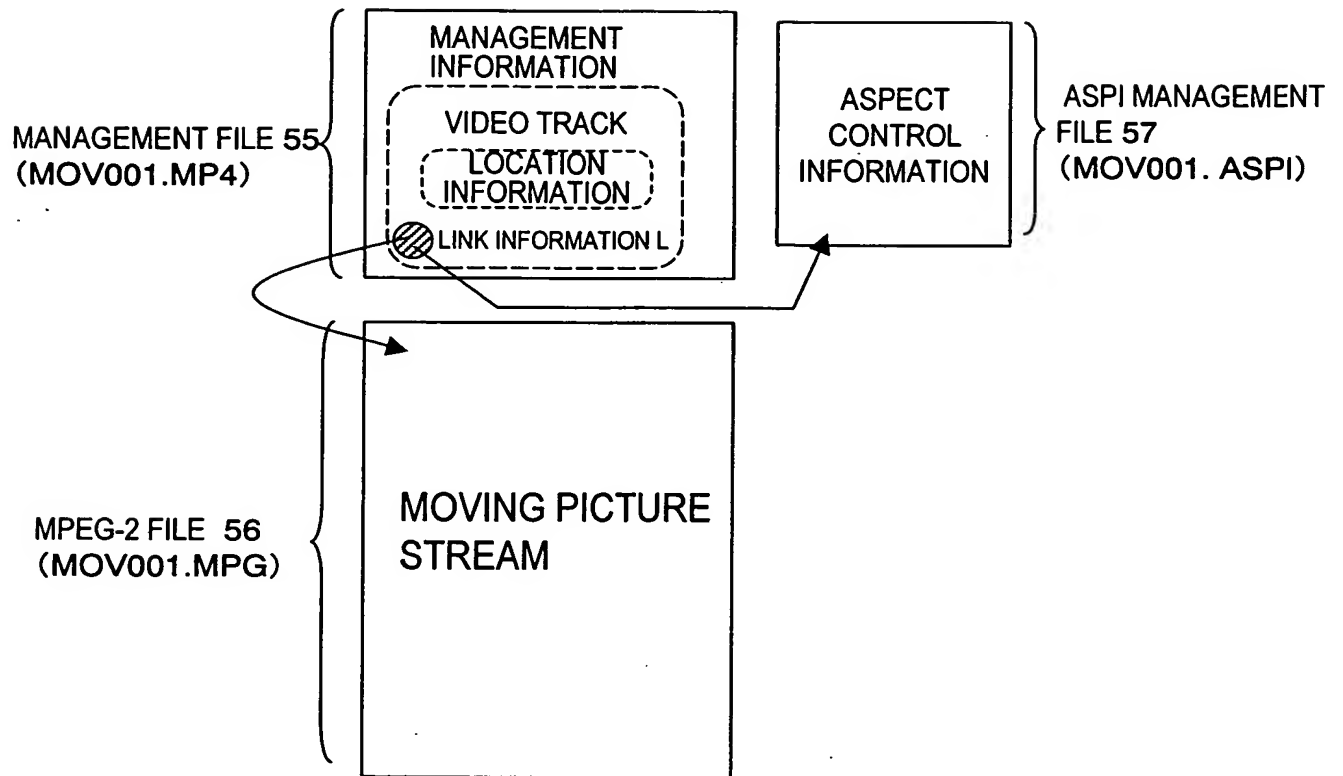 MANAGEMENT
INFORMATION
VIDEO TRACK
LOCATION
INFORMATION
LINK INFORMATION L
MANAGEMENT FILE 55
(MOV001.MP4)
ASPECT
CONTROL
INFORMATION
ASPI MANAGEMENT
FILE 57
(MOV001. ASPI)
MOVING PICTURE
STREAM
MPEG-2 FILE 56
(MOV001.MPG)